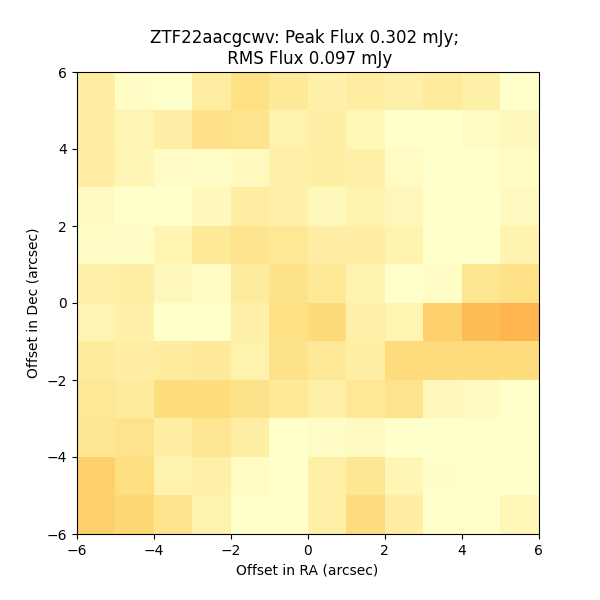 ZTF22aacgcwv: Peak Flux 0.302 mJy;
RMS Flux 0.097 mJy
6
4
2
0
−2
−4
−6
Offset in Dec (arcsec)
−6 −4 −2 0 2 4 6
Offset in RA (arcsec)